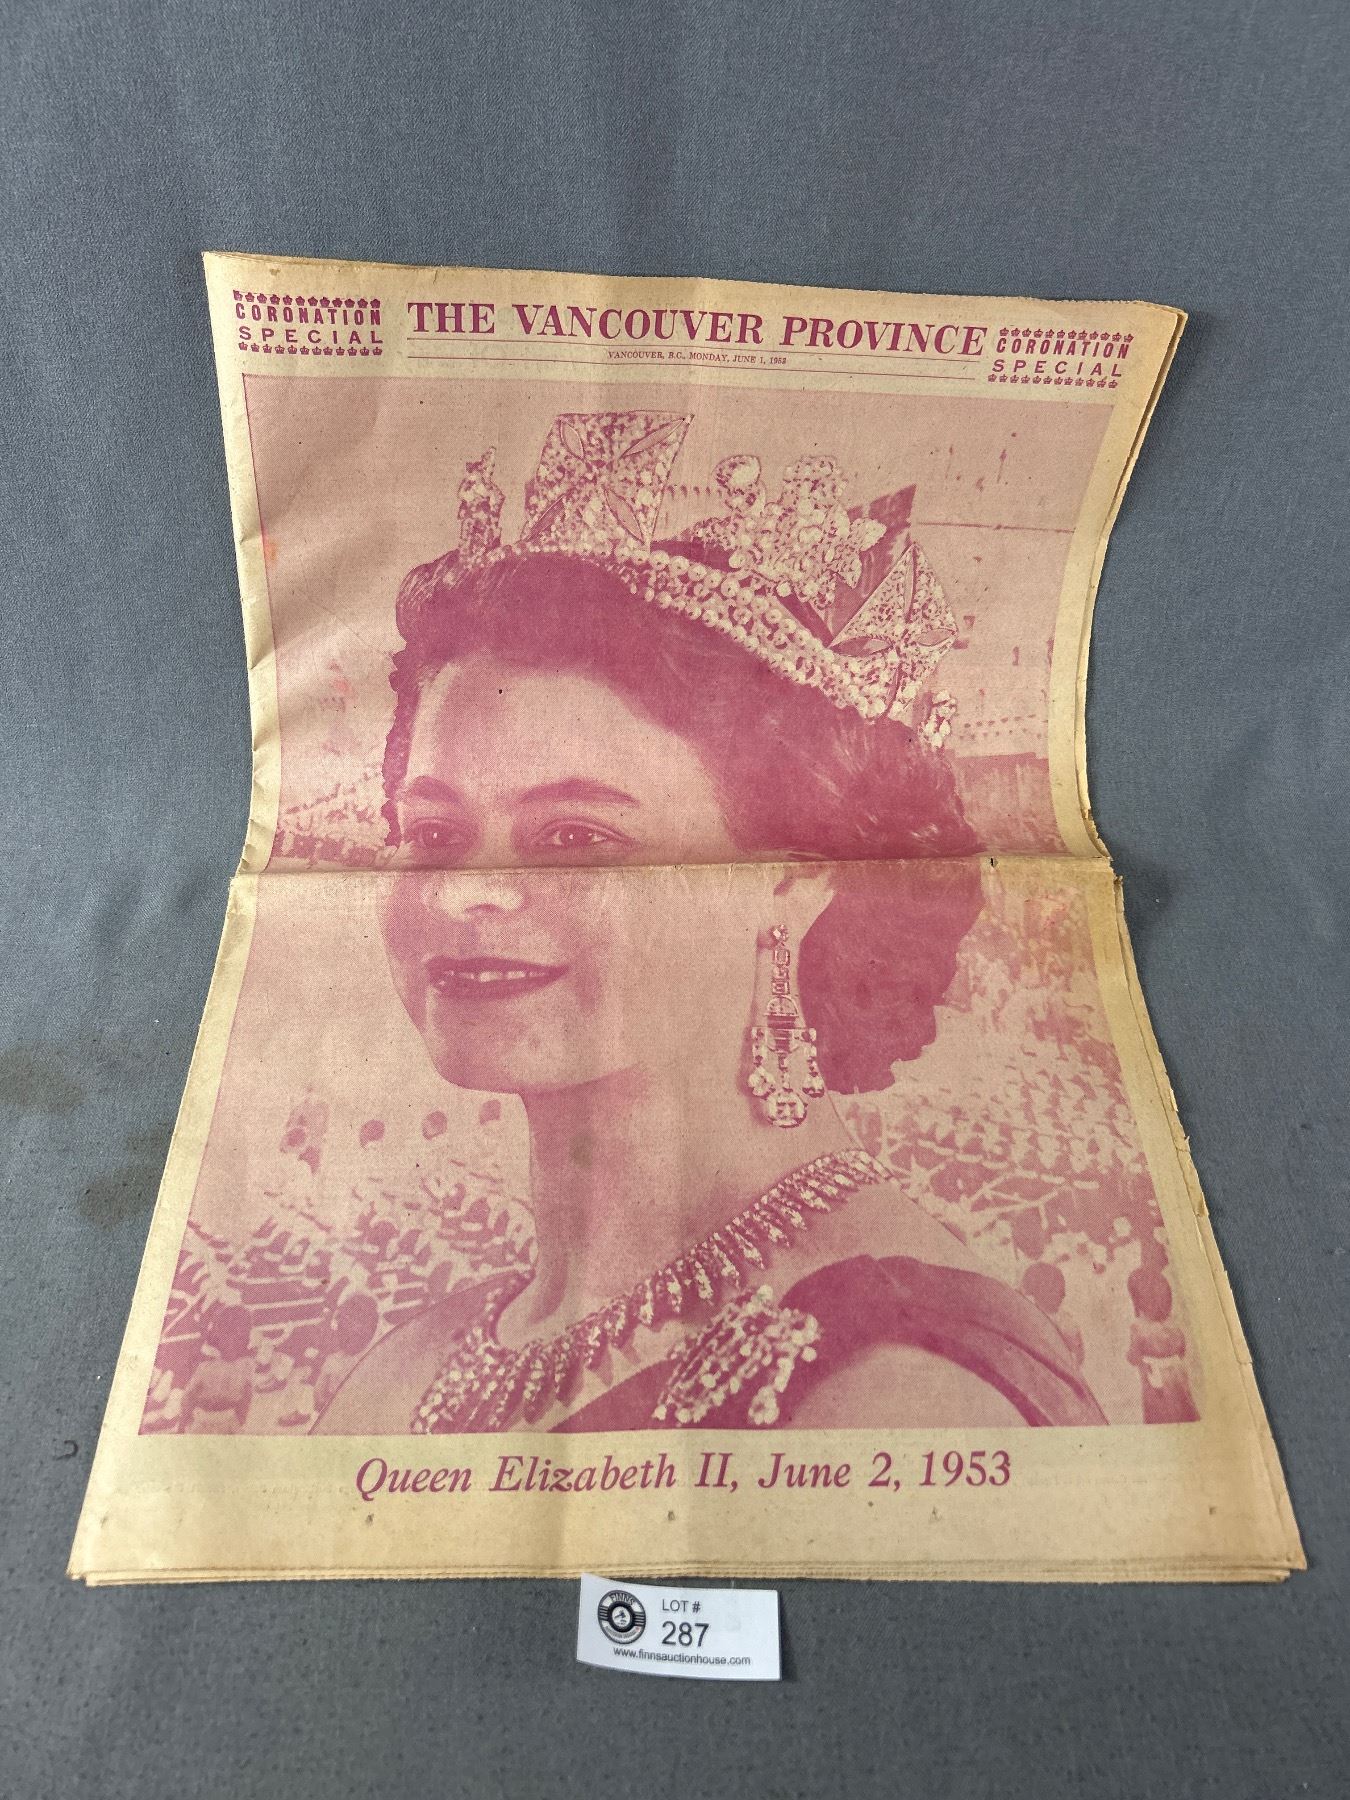 CORONATION
SPECIAL
THE VANCOUVER PROVINCE
VANCOUVER, B.C., MONDAY, JUNE 1, 1953
CORONATION
SPECIAL
Queen Elizabeth II, June 2, 1953
FINNS
LOT #
287
www.finnsauctionhouse.com